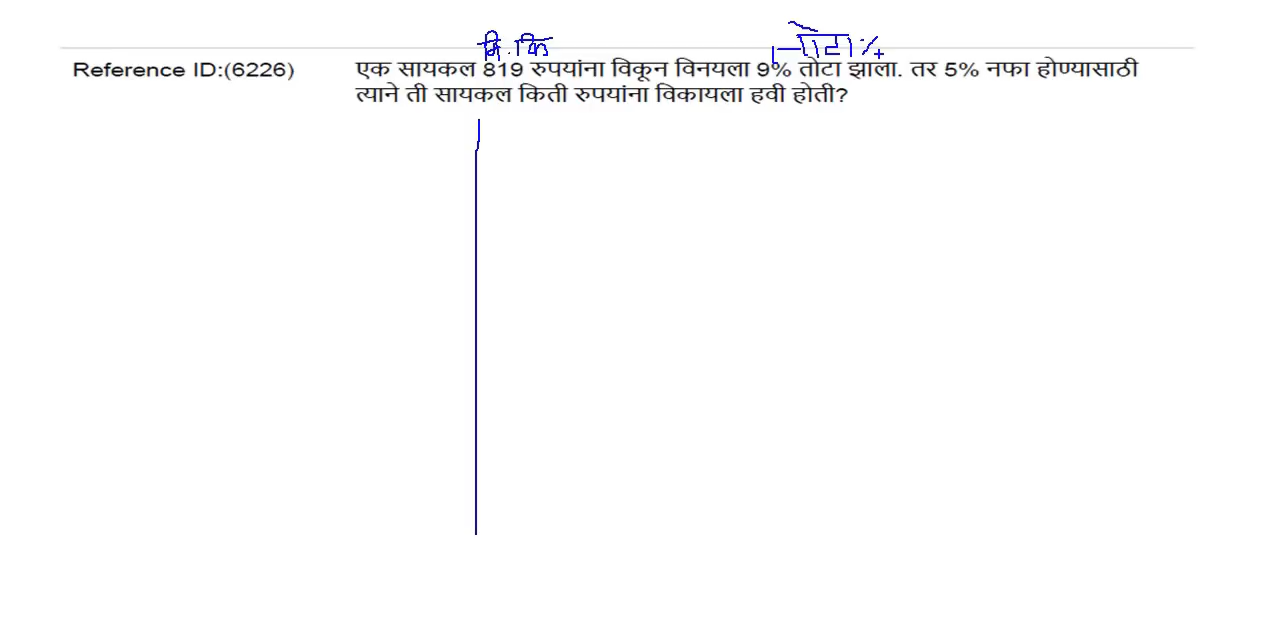 वि. कि तोटा %
Reference ID:(6226) एक सायकल 819 रुपयांना विकून विनयला 9% तोटा झाला. तर 5% नफा होण्यासाठी
त्याने ती सायकल किती रुपयांना विकायला हवी होती?